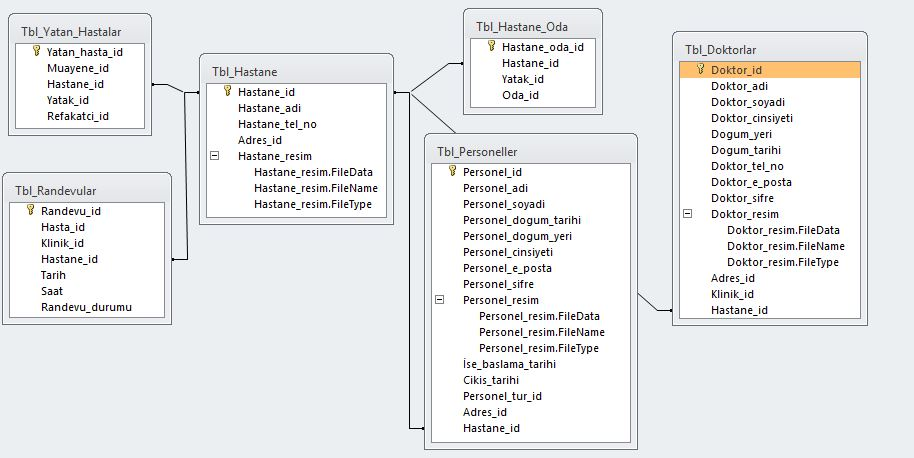 Tbl_Yatan_Hastalar
Yatan_hasta_id
Muayene_id
Hastane_id
Yatak_id
Refakatci_id
Tbl_Randevular
Randevu_id
Hasta_id
Klinik_id
Hastane_id
Tarih
Saat
Randevu_durumu
Tbl_Hastane
Hastane_id
Hastane_adi
Hastane_tel_no
Adres_id
Hastane_resim
Hastane_resim.FileData
Hastane_resim.FileName
Hastane_resim.FileType
Tbl_Hastane_Oda
Hastane_oda_id
Hastane_id
Yatak_id
Oda_id
Tbl_Personeller
Personel_id
Personel_adi
Personel_soyadi
Personel_dogum_tarihi
Personel_dogum_yeri
Personel_cinsiyeti
Personel_e_posta
Personel_sifre
Personel_resim
Personel_resim.FileData
Personel_resim.FileName
Personel_resim.FileType
İse_baslama_tarihi
Cikis_tarihi
Personel_tur_id
Adres_id
Hastane_id
Tbl_Doktorlar
Doktor_id
Doktor_adi
Doktor_soyadi
Doktor_cinsiyeti
Dogum_yeri
Dogum_tarihi
Doktor_tel_no
Doktor_e_posta
Doktor_sifre
Doktor_resim
Doktor_resim.FileData
Doktor_resim.FileName
Doktor_resim.FileType
Adres_id
Klinik_id
Hastane_id